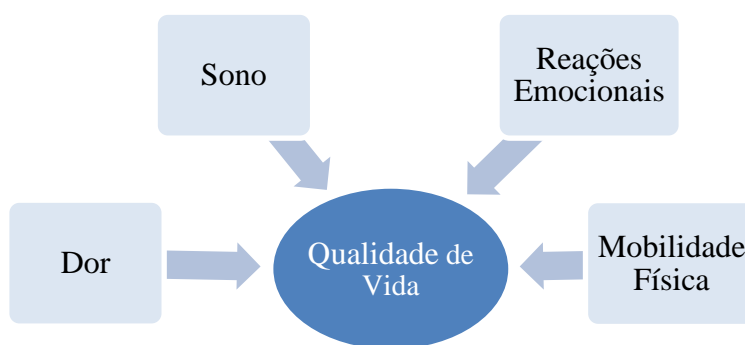 Sono
Reações
Emocionais
Dor
Qualidade de
Vida
Mobilidade
Física